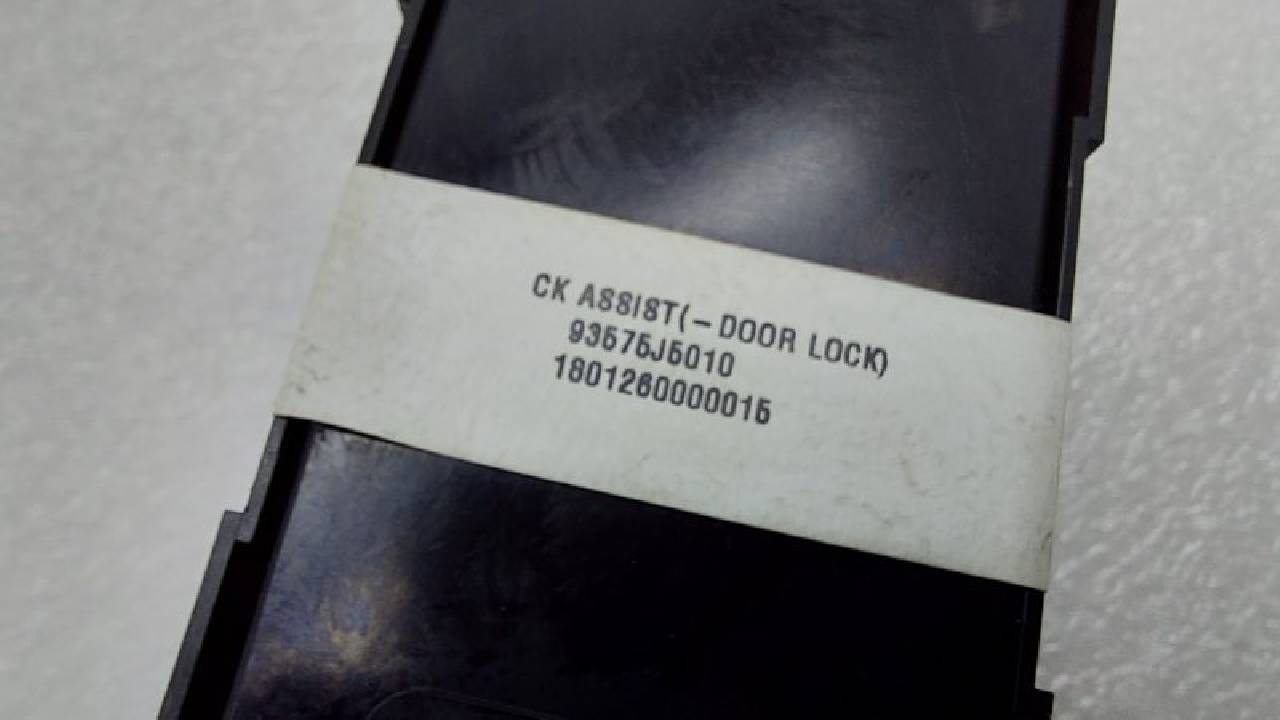 CK ASSIST(-DOOR LOCK)
93575J5010
1801260000015